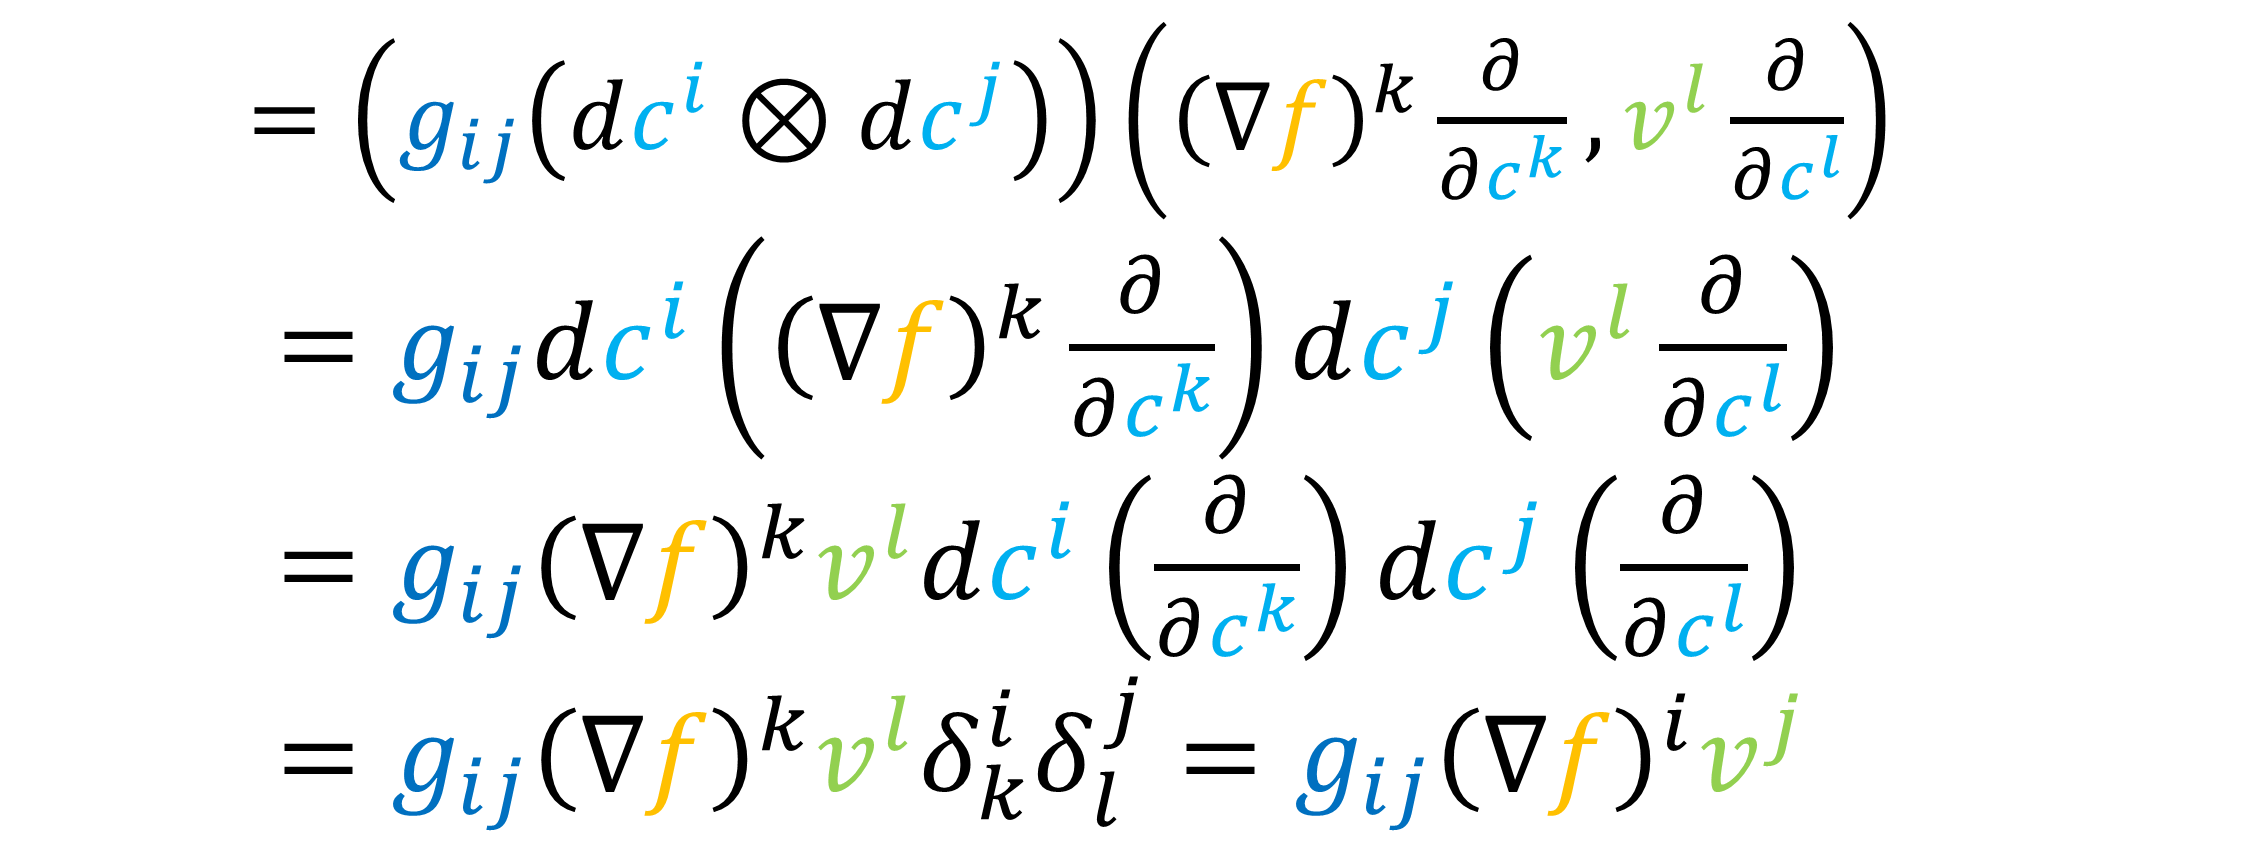 = (g_{ij}(dc^i ⊗ dc^j))((∇f)^k ∂/∂c^k, v^l ∂/∂c^l)
= g_{ij}dc^i((∇f)^k ∂/∂c^k)dc^j(v^l ∂/∂c^l)
= g_{ij}(∇f)^k v^l dc^i(∂/∂c^k)dc^j(∂/∂c^l)
= g_{ij}(∇f)^k v^l δ^i_k δ^j_l = g_{ij}(∇f)^i v^j